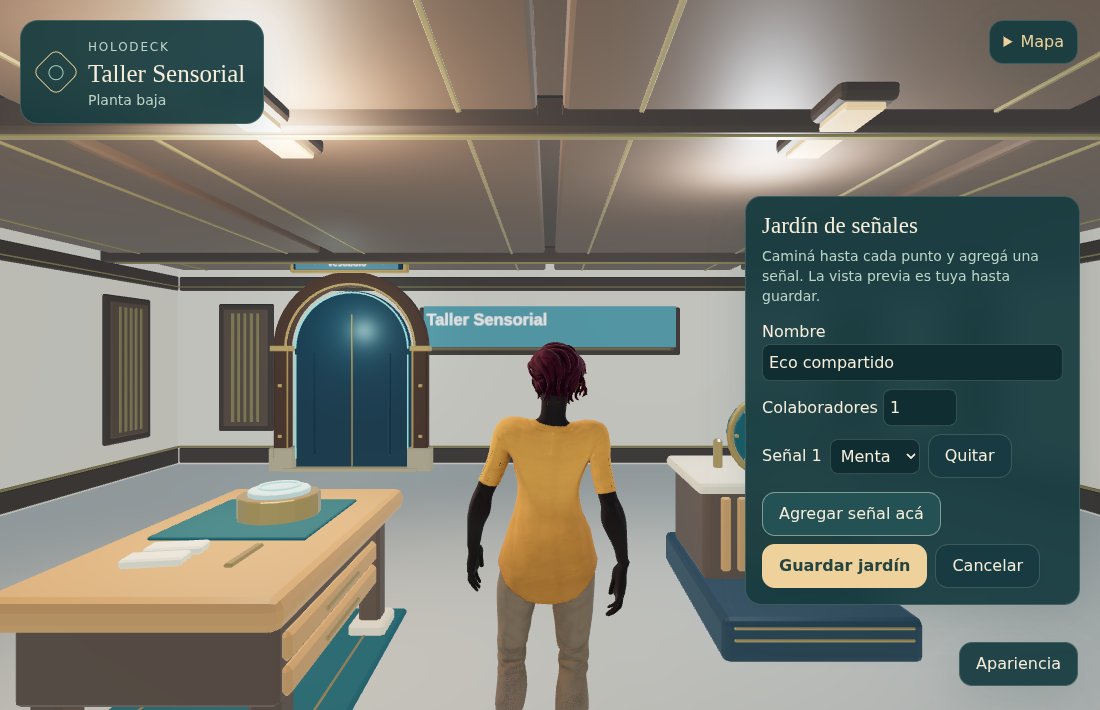 HOLODECK
Taller Sensorial
Planta baja
Mapa
Taller Sensorial
Jardín de señales
Caminá hasta cada punto y agregá una
señal. La vista previa es tuya hasta
guardar.
Nombre
Eco compartido
Colaboradores 1
Señal 1 Menta Quitar
Agregar señal acá
Guardar jardín Cancelar
Apariencia